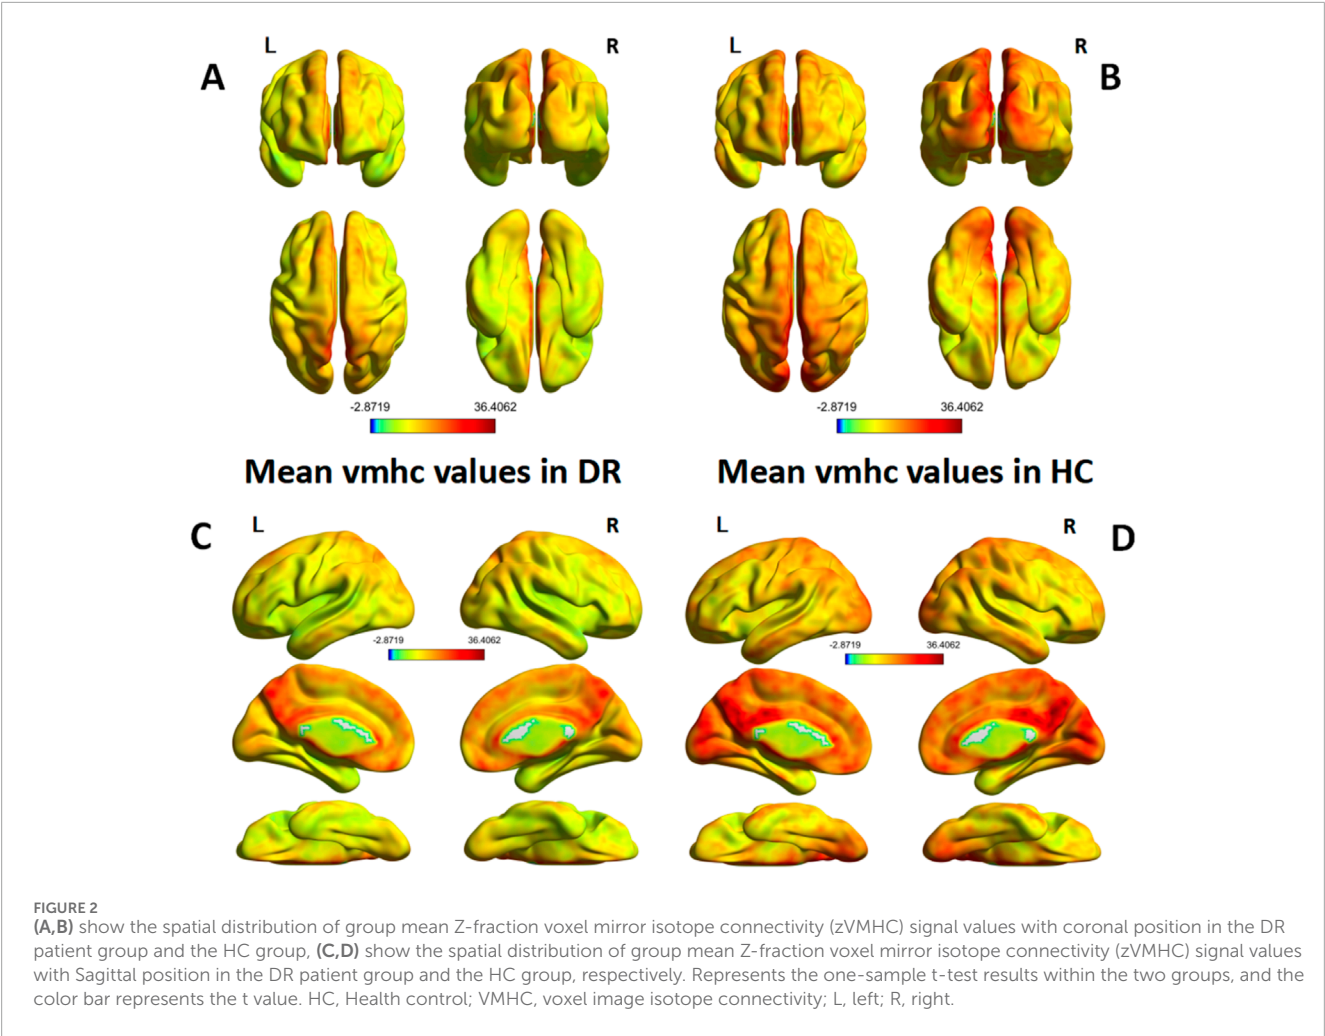 L R L R
A B
-2.8719 36.4062 -2.8719 36.4062
Mean vmhc values in DR Mean vmhc values in HC
C L R L R D
-2.8719 36.4062 -2.8719 36.4062
FIGURE 2
(A,B) show the spatial distribution of group mean Z-fraction voxel mirror isotope connectivity (zVMHC) signal values with coronal position in the DR
patient group and the HC group, (C,D) show the spatial distribution of group mean Z-fraction voxel mirror isotope connectivity (zVMHC) signal values
with Sagittal position in the DR patient group and the HC group, respectively. Represents the one-sample t-test results within the two groups, and the
color bar represents the t value. HC, Health control; VMHC, voxel image isotope connectivity; L, left; R, right.